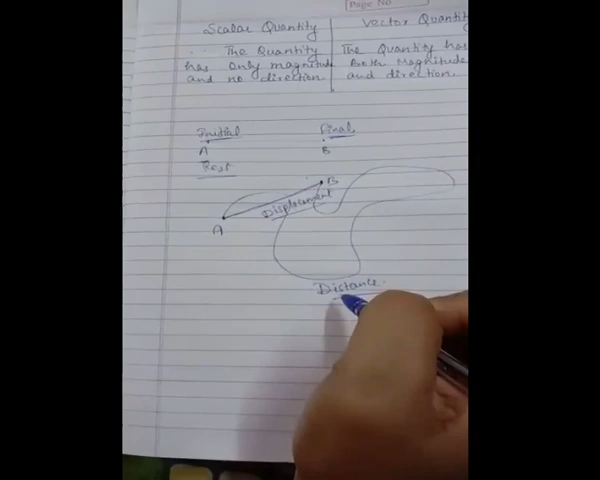 Page No
Scalar Quantity
Vector Quantity
The Quantity
has only magnitude
and no direction
The Quantity has
Both Magnitude
and direction
Initial
Final
A
B
Rest
B
Displacement
A
Distance